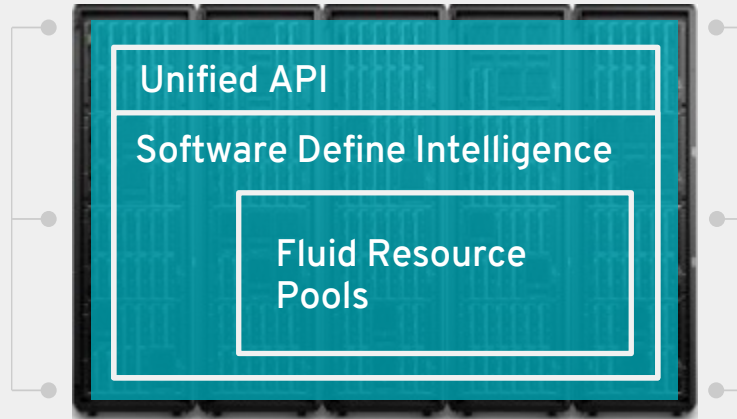 Unified API
Software Define Intelligence
Fluid Resource
Pools